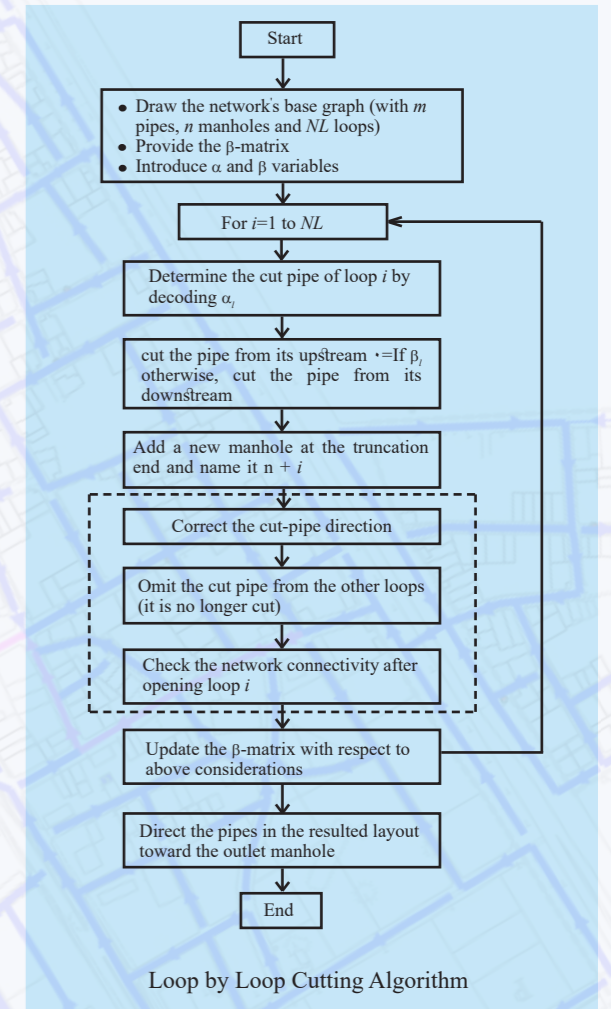 Start
• Draw the network's base graph (with m
pipes, n manholes and NL loops)
• Provide the β-matrix
• Introduce α and β variables
For i=1 to NL
Determine the cut pipe of loop i by
decoding αl
cut the pipe from its upstream ·=If βl
otherwise, cut the pipe from its
downstream
Add a new manhole at the truncation
end and name it n + i
Correct the cut-pipe direction
Omit the cut pipe from the other loops
(it is no longer cut)
Check the network connectivity after
opening loop i
Update the β-matrix with respect to
above considerations
Direct the pipes in the resulted layout
toward the outlet manhole
End
Loop by Loop Cutting Algorithm